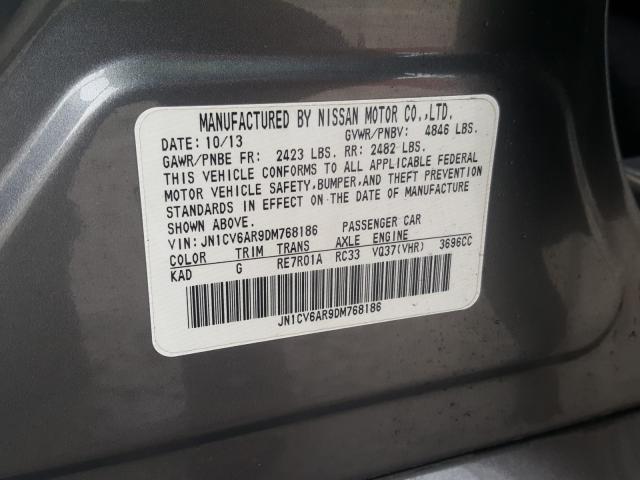 MANUFACTURED BY NISSAN MOTOR CO.,LTD.
DATE: 10/13 GVWR/PNBV: 4846 LBS.
GAWR/PNBE FR: 2423 LBS. RR: 2482 LBS.
THIS VEHICLE CONFORMS TO ALL APPLICABLE FEDERAL
MOTOR VEHICLE SAFETY, BUMPER, AND THEFT PREVENTION
STANDARDS IN EFFECT ON THE DATE OF MANUFACTURE
SHOWN ABOVE.
VIN: JN1CV6AR9DM768186 PASSENGER CAR
COLOR TRIM TRANS AXLE ENGINE
KAD G RE7R01A RC33 VQ37(VHR) 3696CC
JN1CV6AR9DM768186